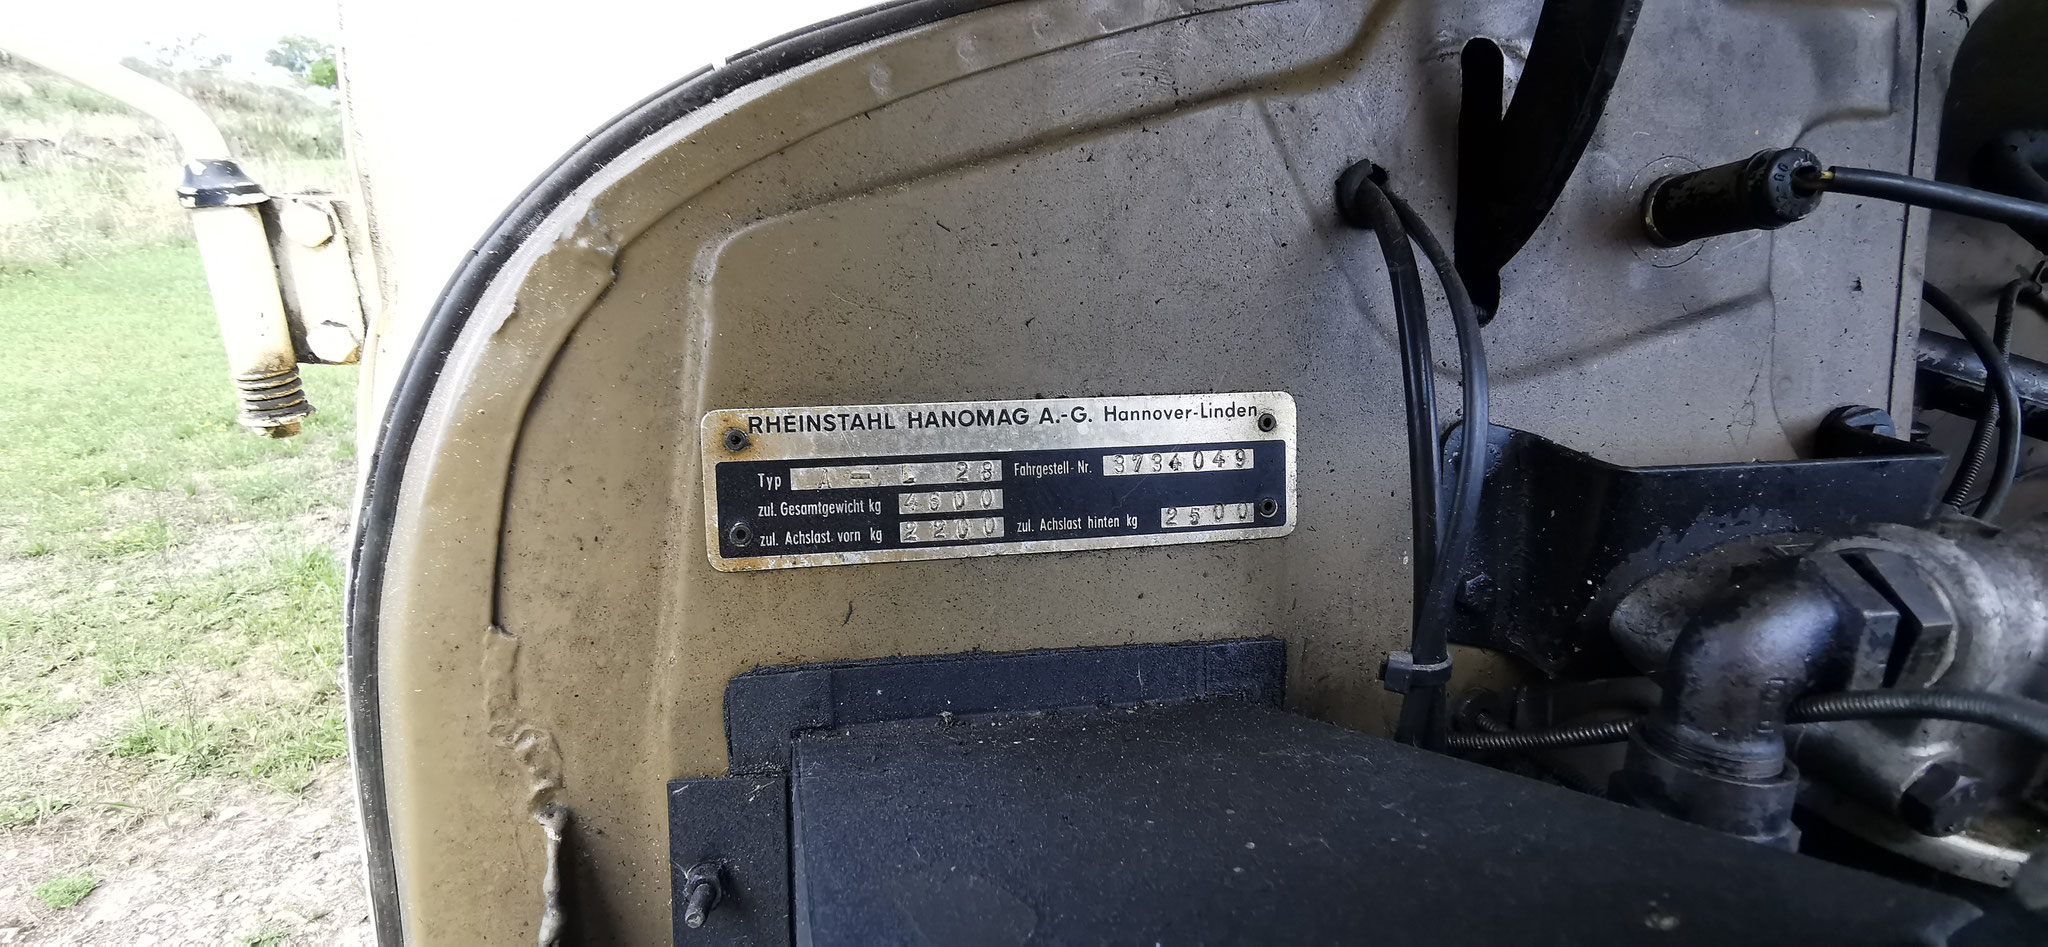 RHEINSTAHL HANOMAG A.-G. Hannover-Linden
Typ A - L 28 Fahrgestell-Nr. 3734049
zul. Gesamtgewicht kg 4600
zul. Achslast vorn kg 2200 zul. Achslast hinten kg 2500